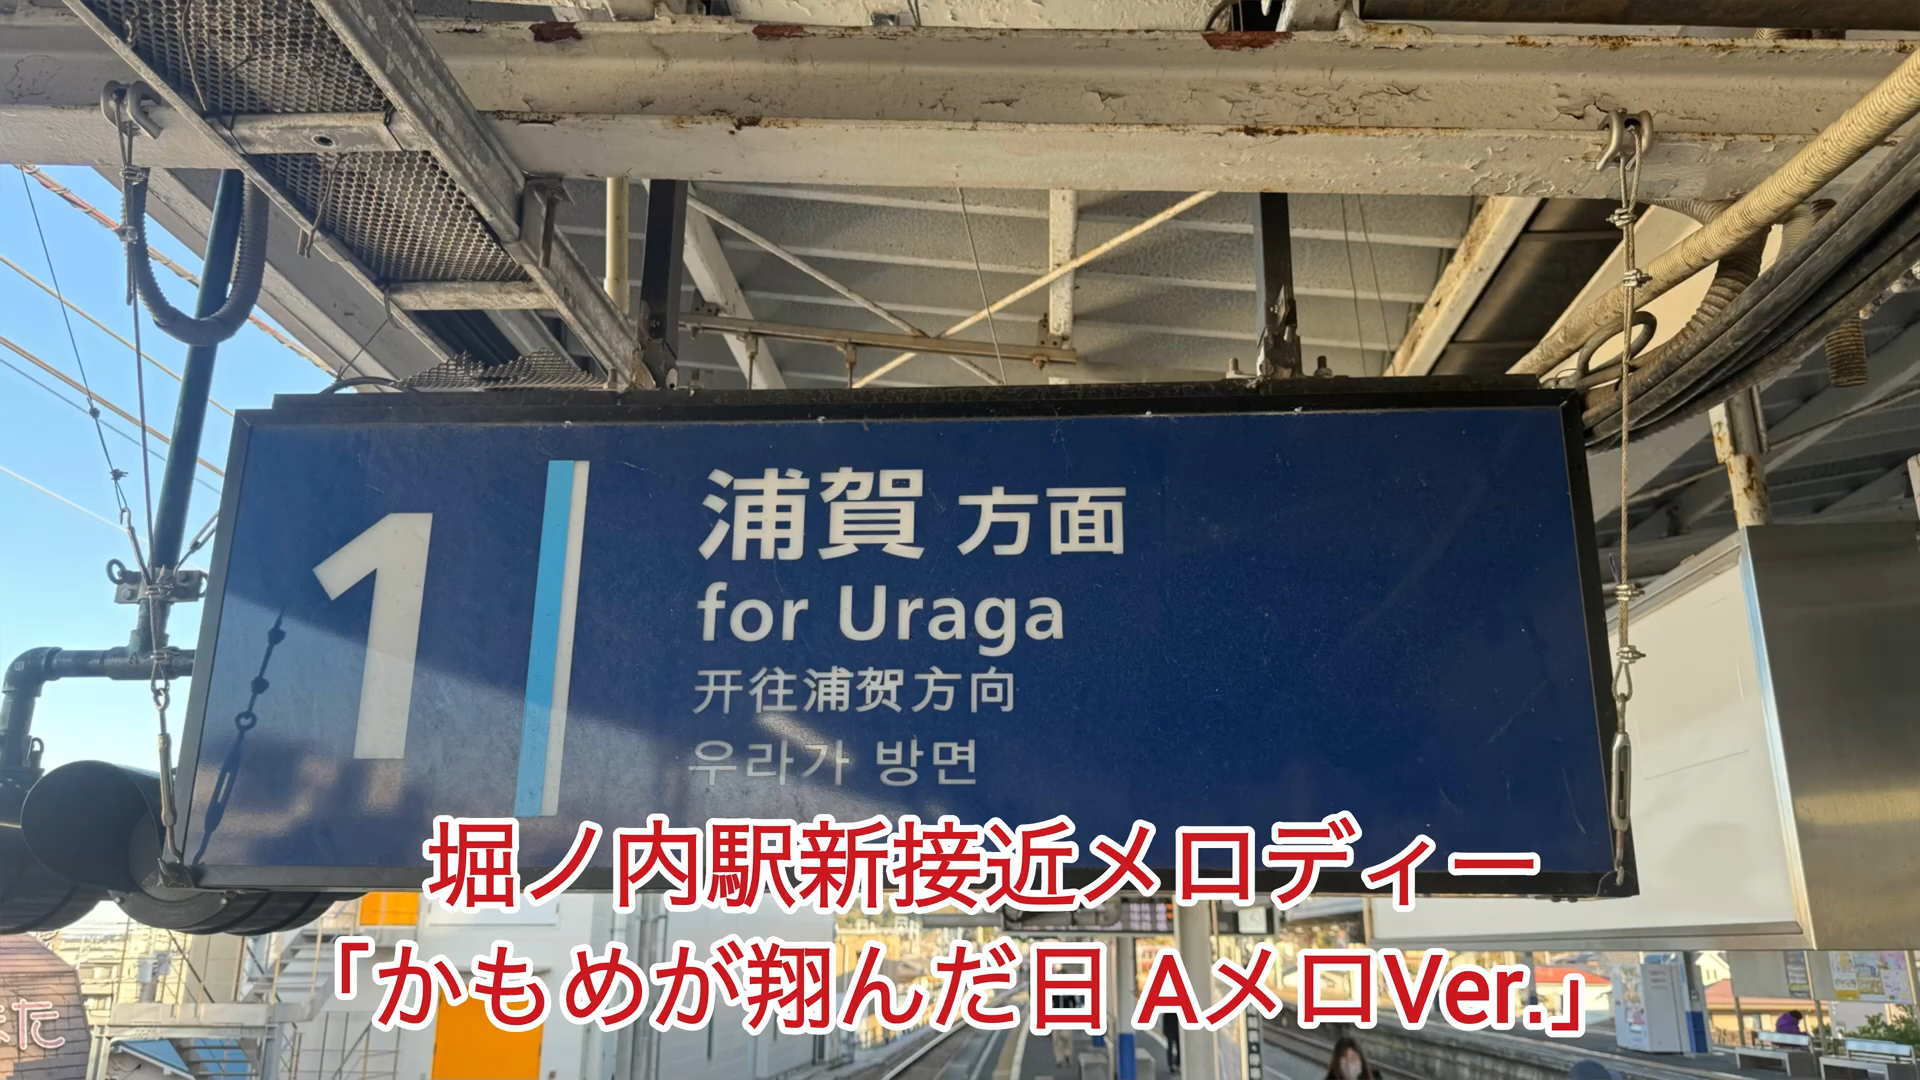 1
浦賀 方面
for Uraga
开往浦贺方向
우라가 방면
堀ノ内駅新接近メロディー
「かもめが翔んだ日 AメロVer.」